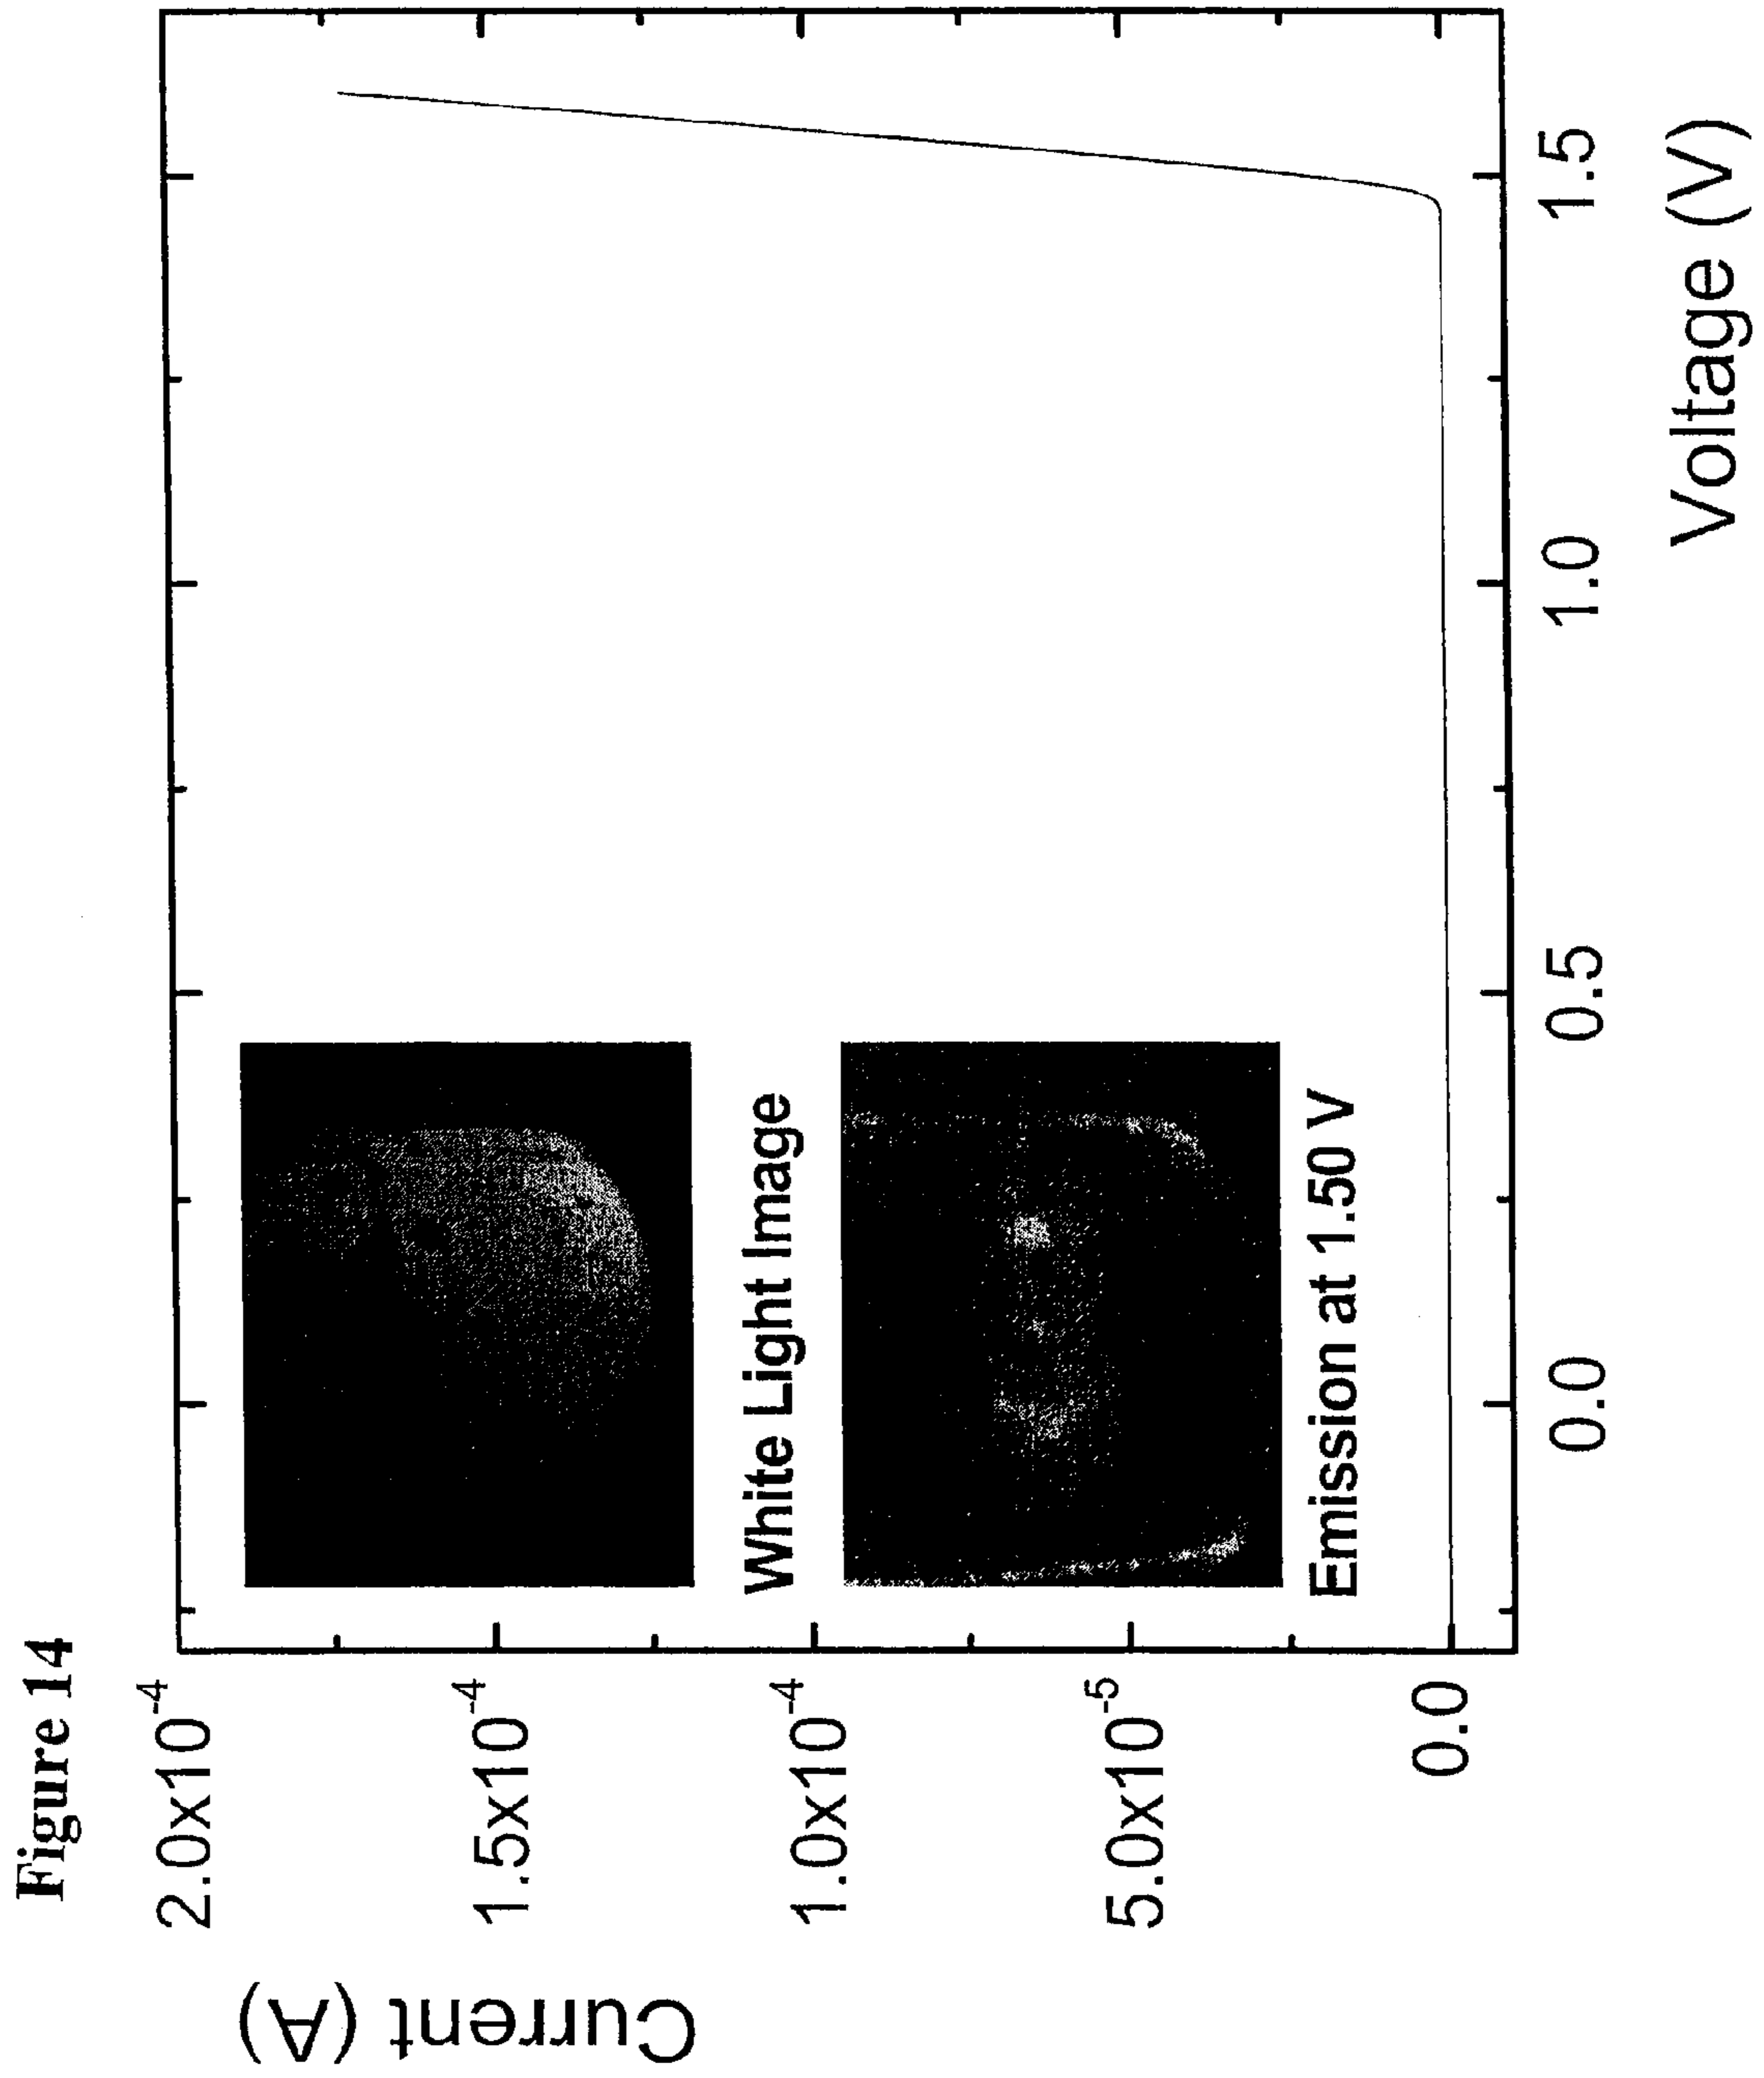 Figure 14
Current (A)
2.0x10-4
1.5x10-4
1.0x10-4
5.0x10-5
0.0
White Light Image
Emission at 1.50 V
0.0
0.5
1.0
1.5
Voltage (V)